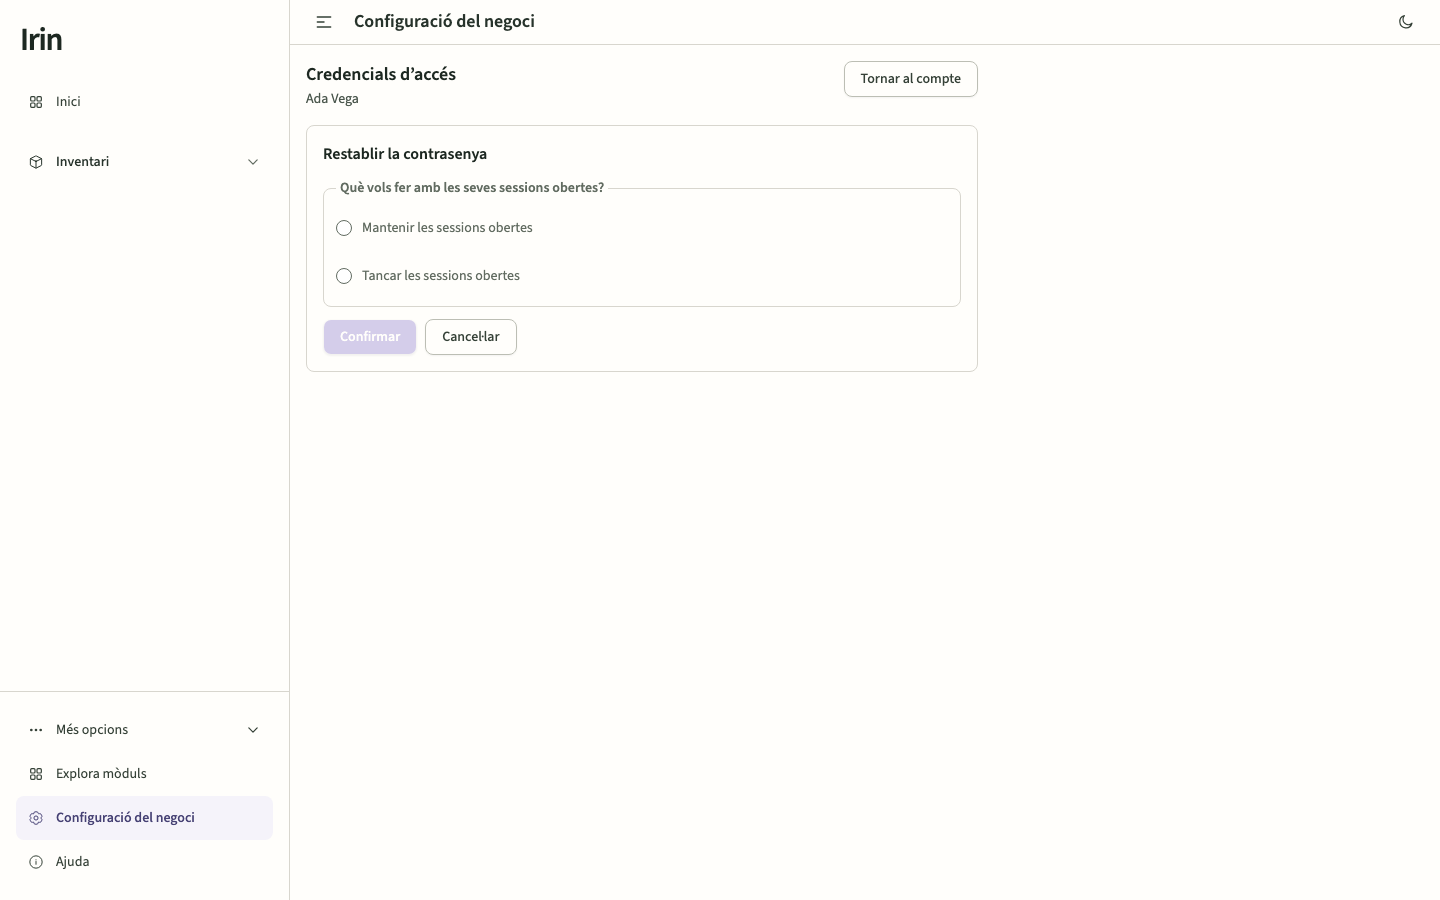 Irin
Inici
Inventari
Més opcions
Explora mòduls
Configuració del negoci
Ajuda
Configuració del negoci
Credencials d’accés
Ada Vega
Tornar al compte
Restablir la contrasenya
Què vols fer amb les seves sessions obertes?
Mantenir les sessions obertes
Tancar les sessions obertes
Confirmar
Cancel·lar